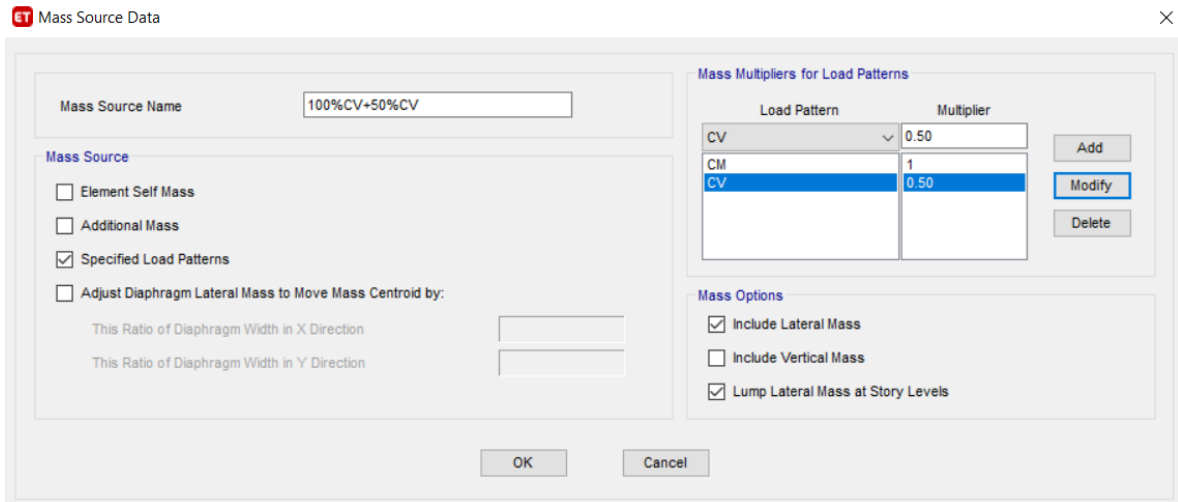 ET Mass Source Data
Mass Source Name 100%CV+50%CV
Mass Source
Element Self Mass
Additional Mass
Specified Load Patterns
Adjust Diaphragm Lateral Mass to Move Mass Centroid by:
This Ratio of Diaphragm Width in X Direction
This Ratio of Diaphragm Width in Y Direction
Mass Multipliers for Load Patterns
Load Pattern Multiplier
CV 0.50 Add
CM 1
CV 0.50 Modify
Delete
Mass Options
Include Lateral Mass
Include Vertical Mass
Lump Lateral Mass at Story Levels
OK Cancel